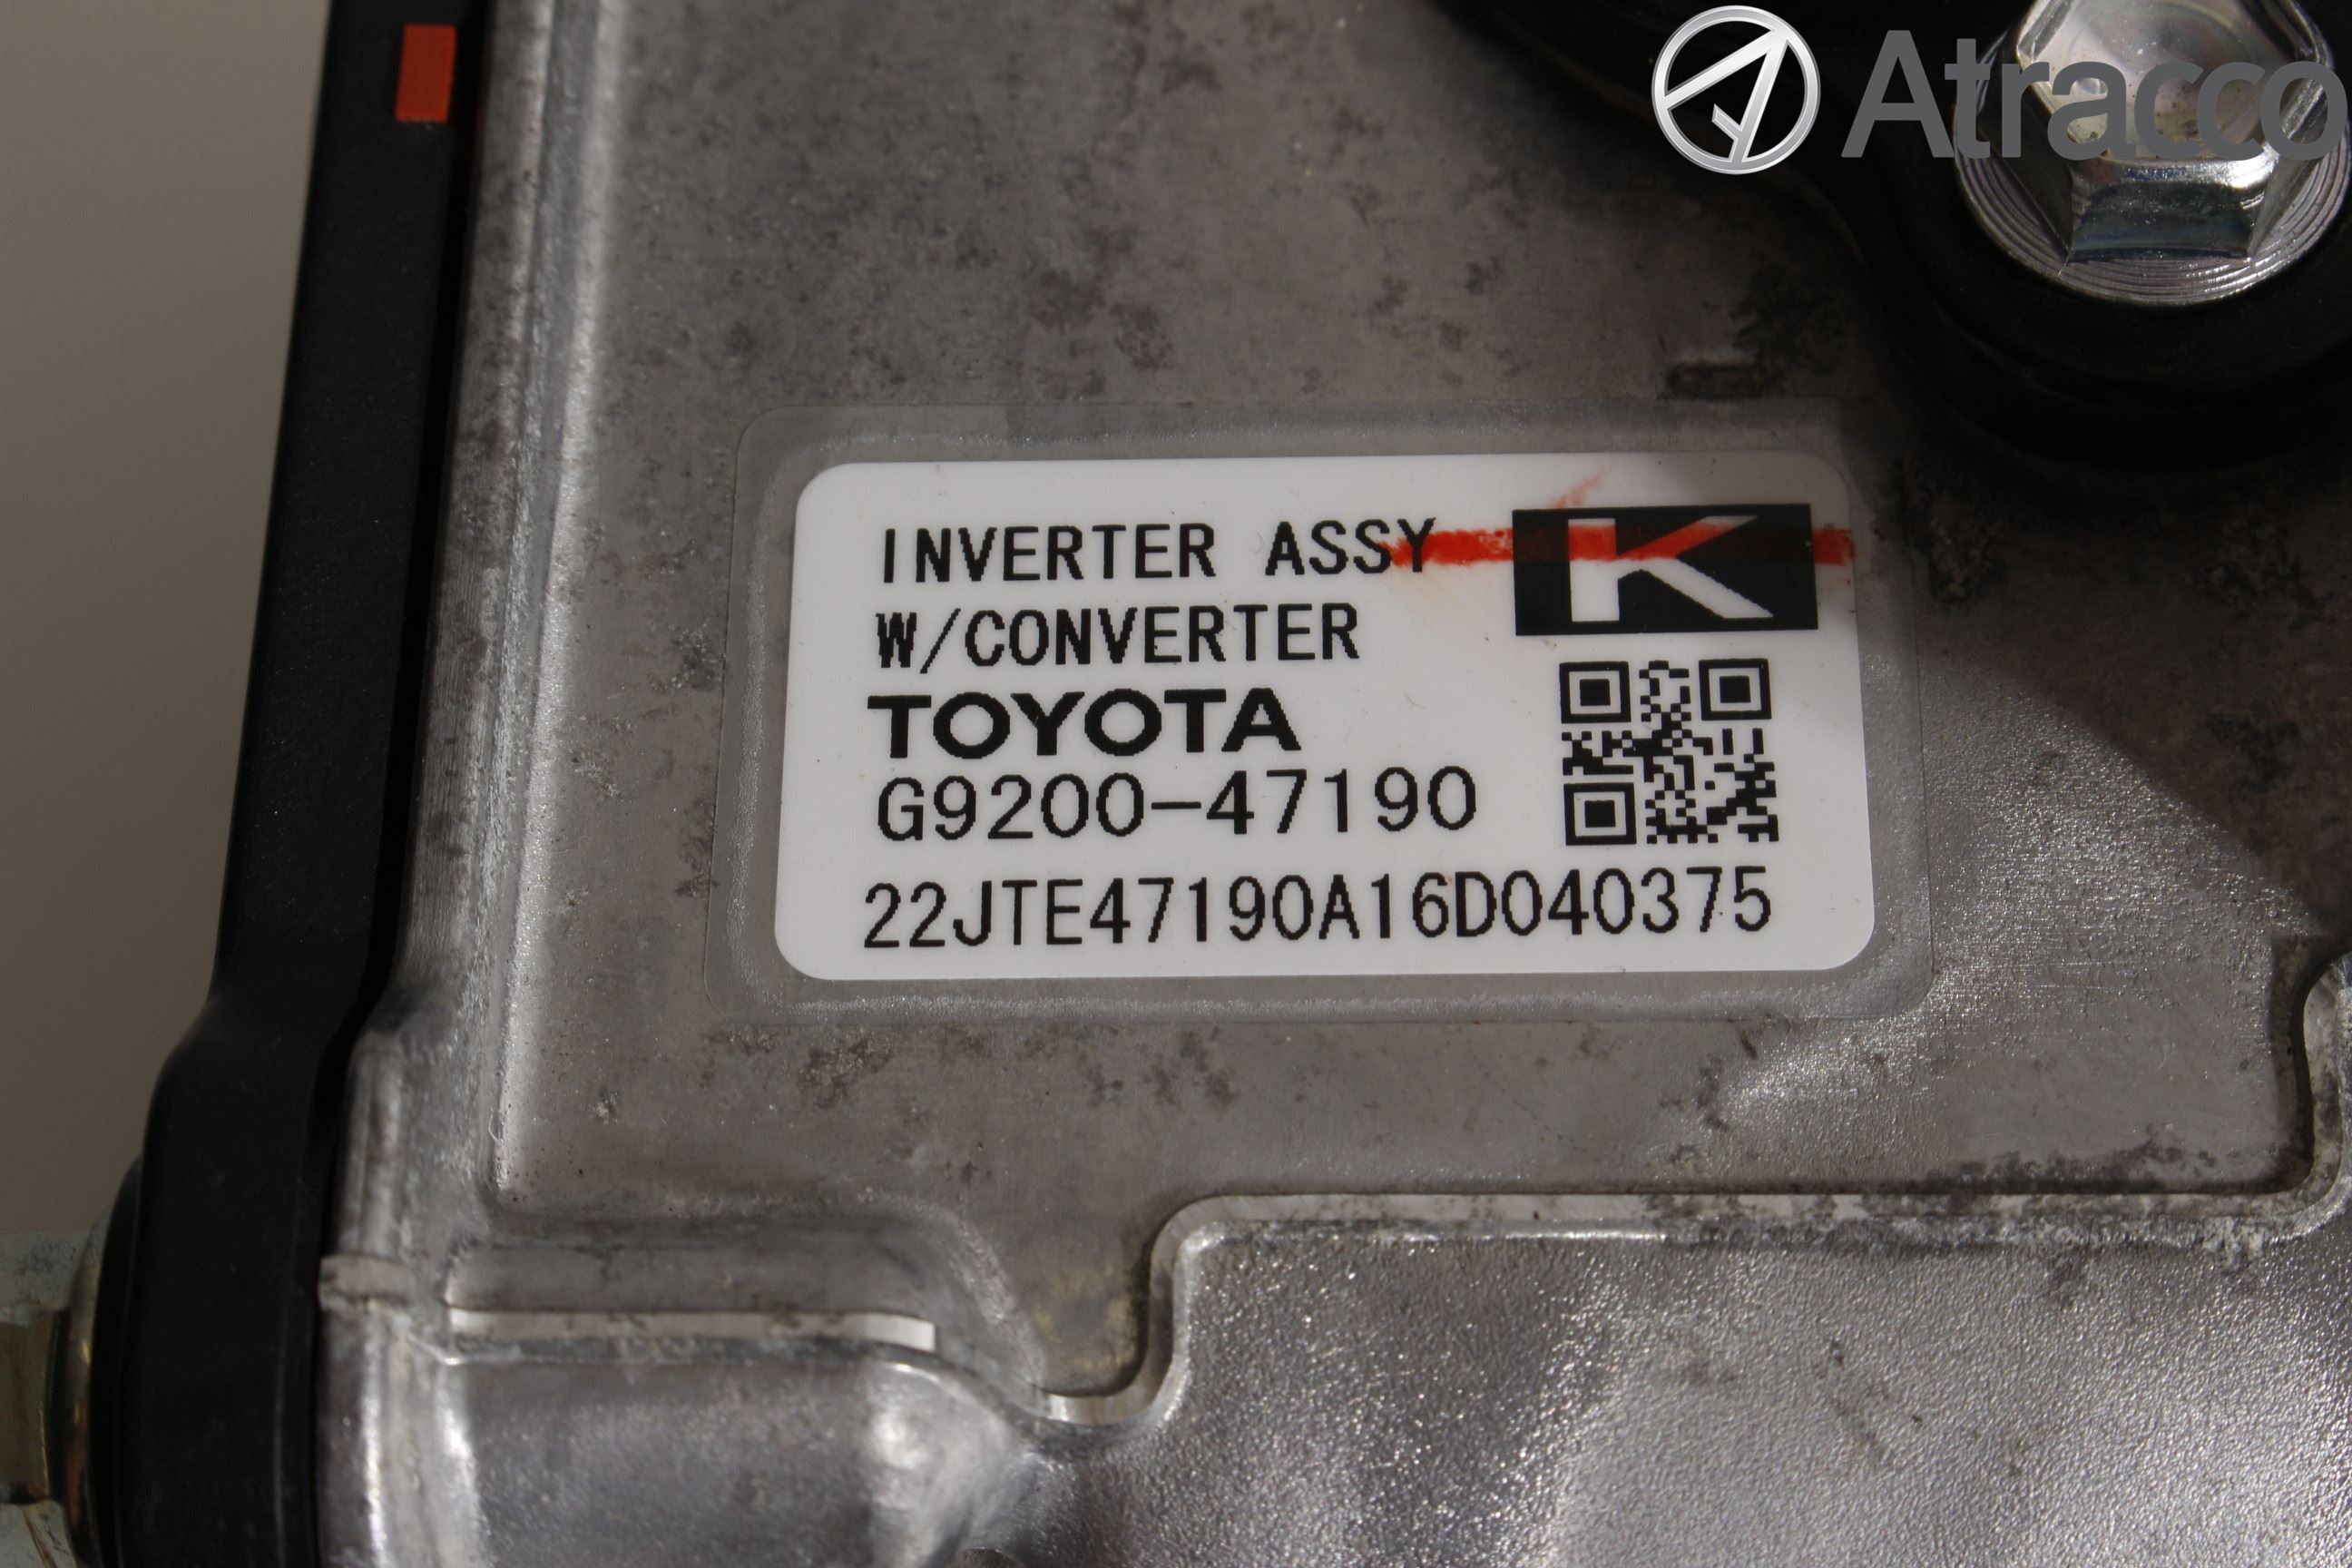 Atracco
INVERTER ASSY
K
W/CONVERTER
TOYOTA
G9200-47190
22JTE47190A16D040375